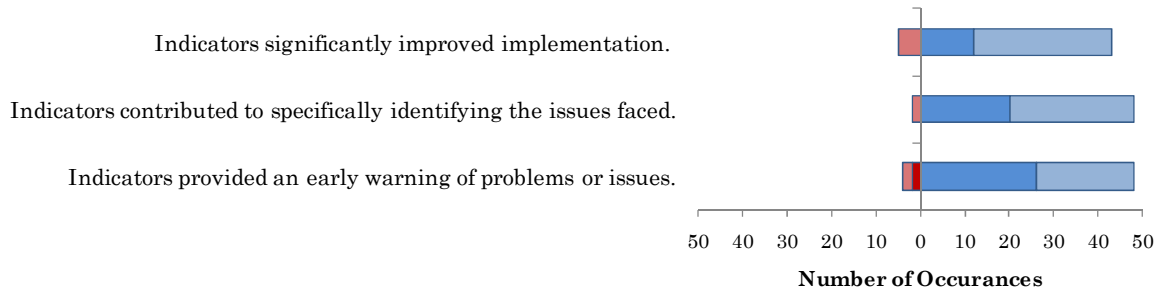 Indicators significantly improved implementation.
Indicators contributed to specifically identifying the issues faced.
Indicators provided an early warning of problems or issues.
50 40 30 20 10 0 10 20 30 40 50
Number of Occurances